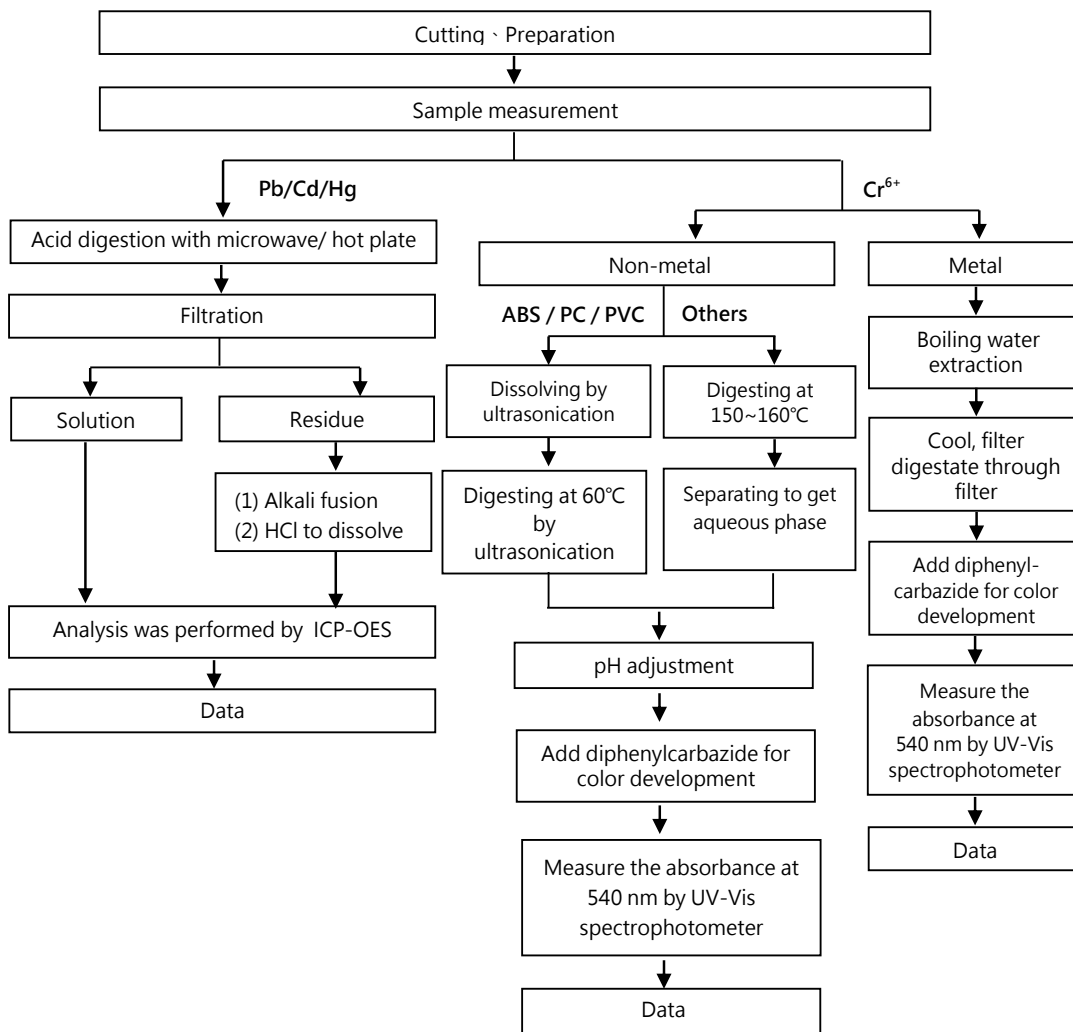 Cutting、Preparation
Sample measurement
Pb/Cd/Hg
Acid digestion with microwave/ hot plate
Filtration
Solution
Residue
(1) Alkali fusion
(2) HCl to dissolve
Analysis was performed by ICP-OES
Data
Cr6+
Non-metal
ABS / PC / PVC
Others
Dissolving by
ultrasonication
Digesting at 60℃
by
ultrasonication
Digesting at
150~160℃
Separating to get
aqueous phase
pH adjustment
Add diphenylcarbazide for
color development
Measure the absorbance at
540 nm by UV-Vis
spectrophotometer
Data
Metal
Boiling water
extraction
Cool, filter
digestate through
filter
Add diphenyl-
carbazide for color
development
Measure the
absorbance at
540 nm by UV-Vis
spectrophotometer
Data